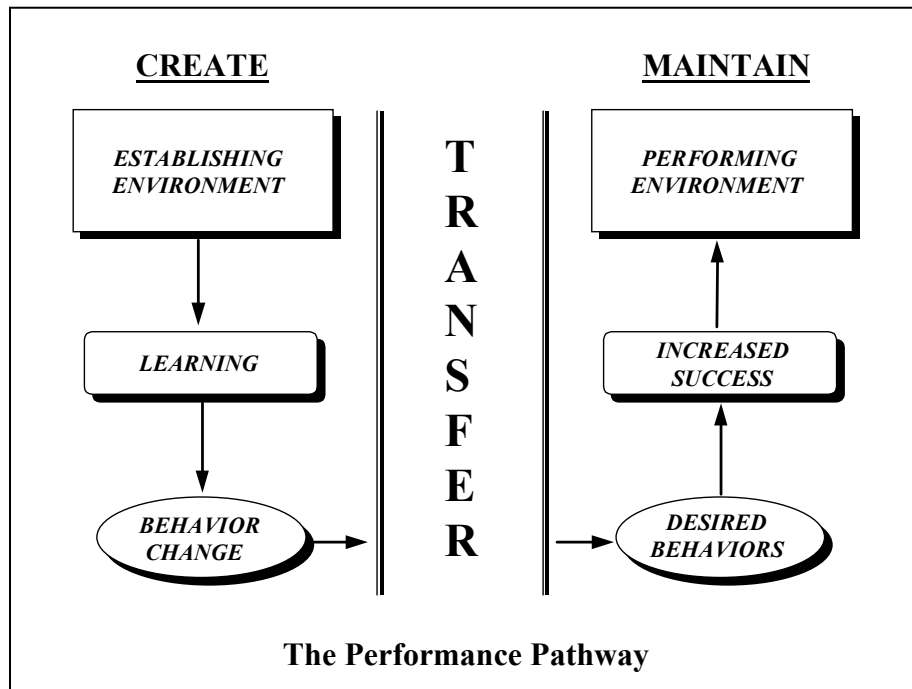 CREATE
ESTABLISHING
ENVIRONMENT
LEARNING
BEHAVIOR
CHANGE
T
R
A
N
S
F
E
R
MAINTAIN
PERFORMING
ENVIRONMENT
INCREASED
SUCCESS
DESIRED
BEHAVIORS
The Performance Pathway